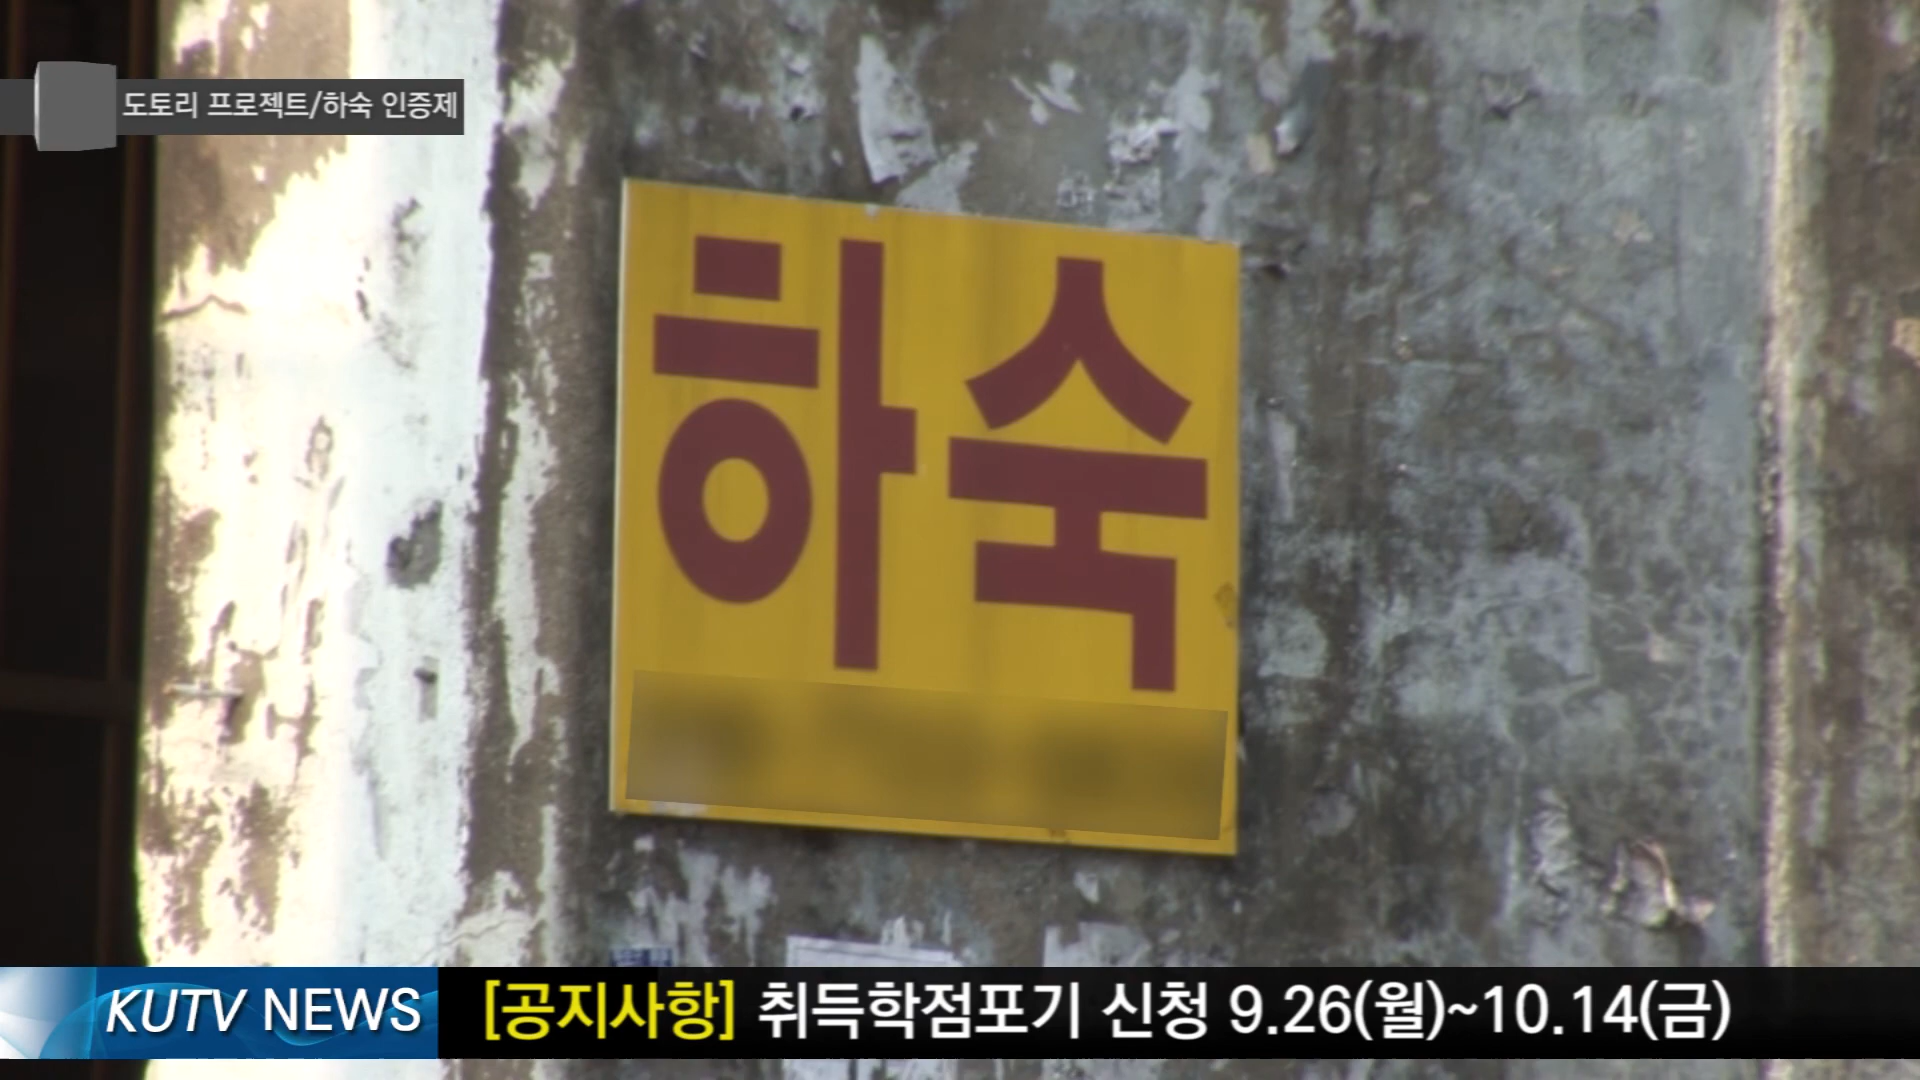 도토리 프로젝트/하숙 인증제
하숙
KUTV NEWS
[공지사항] 취득학점포기 신청 9.26(월)~10.14(금)